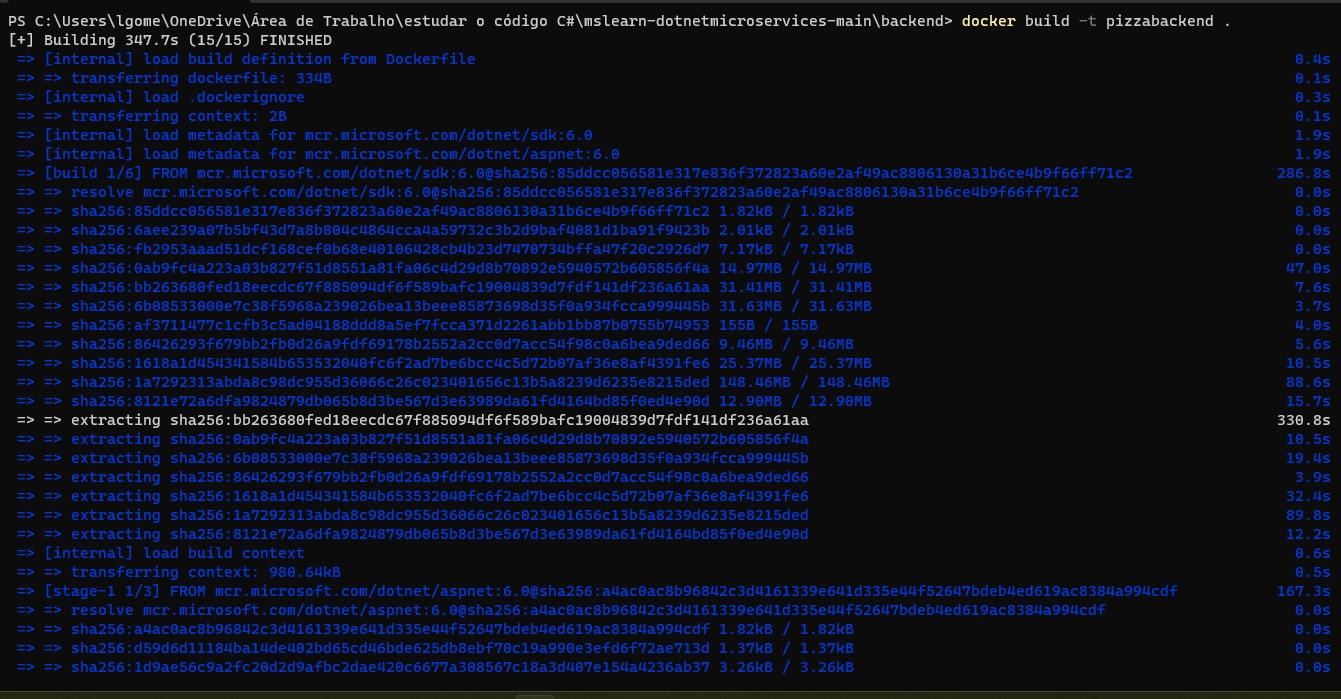 PS C:\Users\lgome\OneDrive\Área de Trabalho\estudar o código C#\mslearn-dotnetmicroservices-main\backend> docker build -t pizzabackend .
[+] Building 347.7s (15/15) FINISHED
=> [internal] load build definition from Dockerfile 0.4s
=> => transferring dockerfile: 334B 0.1s
=> [internal] load .dockerignore 0.3s
=> => transferring context: 2B 0.1s
=> [internal] load metadata for mcr.microsoft.com/dotnet/sdk:6.0 1.9s
=> [internal] load metadata for mcr.microsoft.com/dotnet/aspnet:6.0 1.9s
=> [build 1/6] FROM mcr.microsoft.com/dotnet/sdk:6.0@sha256:85ddcc056581e317e836f372823a60e2af49ac8806130a31b6ce4b9f66ff71c2 286.8s
=> => resolve mcr.microsoft.com/dotnet/sdk:6.0@sha256:85ddcc056581e317e836f372823a60e2af49ac8806130a31b6ce4b9f66ff71c2 0.0s
=> => sha256:85ddcc056581e317e836f372823a60e2af49ac8806130a31b6ce4b9f66ff71c2 1.82kB / 1.82kB 0.0s
=> => sha256:6aee239a07b5bf43d7a8b804c4864cca4a59732c3b2d9baf4081d1ba91f9423b 2.01kB / 2.01kB 0.0s
=> => sha256:fb2953aaad51dcf168cef0b68e40106428cb4b23d7470734bffa47f20c2926d7 7.17kB / 7.17kB 0.0s
=> => sha256:0ab9fc4a223a03b827f51d8551a81fa06c4d29d8b70892e5940572b605856f4a 14.97MB / 14.97MB 47.0s
=> => sha256:bb263680fed18eecdc67f885094df6f589bafc19004839d7fdf141df236a61aa 31.41MB / 31.41MB 7.6s
=> => sha256:6b08533000e7c38f5968a239026bea13beee85873698d35f0a934fcca999445b 31.63MB / 31.63MB 3.7s
=> => sha256:af3711477c1cfb3c5ad04188ddd8a5ef7fcca371d2261abb1bb87b0755b74953 155B / 155B 4.0s
=> => sha256:86426293f679bb2fb0d26a9fdf69178b2552a2cc0d7acc54f98c0a6bea9ded66 9.46MB / 9.46MB 5.6s
=> => sha256:1618a1d454341584b653532040fc6f2ad7be6bcc4c5d72b07af36e8af4391fe6 25.37MB / 25.37MB 10.5s
=> => sha256:1a7292313abda8c98dc955d36066c26c023401656c13b5a8239d6235e8215ded 148.46MB / 148.46MB 88.6s
=> => sha256:8121e72a6dfa9824879db065b8d3be567d3e63989da61fd4164bd85f0ed4e90d 12.90MB / 12.90MB 15.7s
=> => extracting sha256:bb263680fed18eecdc67f885094df6f589bafc19004839d7fdf141df236a61aa 330.8s
=> => extracting sha256:0ab9fc4a223a03b827f51d8551a81fa06c4d29d8b70892e5940572b605856f4a 10.5s
=> => extracting sha256:6b08533000e7c38f5968a239026bea13beee85873698d35f0a934fcca999445b 19.4s
=> => extracting sha256:86426293f679bb2fb0d26a9fdf69178b2552a2cc0d7acc54f98c0a6bea9ded66 3.9s
=> => extracting sha256:1618a1d454341584b653532040fc6f2ad7be6bcc4c5d72b07af36e8af4391fe6 32.4s
=> => extracting sha256:1a7292313abda8c98dc955d36066c26c023401656c13b5a8239d6235e8215ded 89.8s
=> => extracting sha256:8121e72a6dfa9824879db065b8d3be567d3e63989da61fd4164bd85f0ed4e90d 12.2s
=> [internal] load build context 0.6s
=> => transferring context: 980.64kB 0.5s
=> [stage-1 1/3] FROM mcr.microsoft.com/dotnet/aspnet:6.0@sha256:a4ac0ac8b96842c3d4161339e641d335e44f52647bdeb4ed619ac8384a994cdf 167.3s
=> => resolve mcr.microsoft.com/dotnet/aspnet:6.0@sha256:a4ac0ac8b96842c3d4161339e641d335e44f52647bdeb4ed619ac8384a994cdf 0.0s
=> => sha256:a4ac0ac8b96842c3d4161339e641d335e44f52647bdeb4ed619ac8384a994cdf 1.82kB / 1.82kB 0.0s
=> => sha256:d59d6d11184ba14de402bd65cd46bde625db8ebf70c19a990e3efd6f72ae713d 1.37kB / 1.37kB 0.0s
=> => sha256:1d9ae56c9a2fc20d2d9afbc2dae420c6677a308567c18a3d407e154a4236ab37 3.26kB / 3.26kB 0.0s